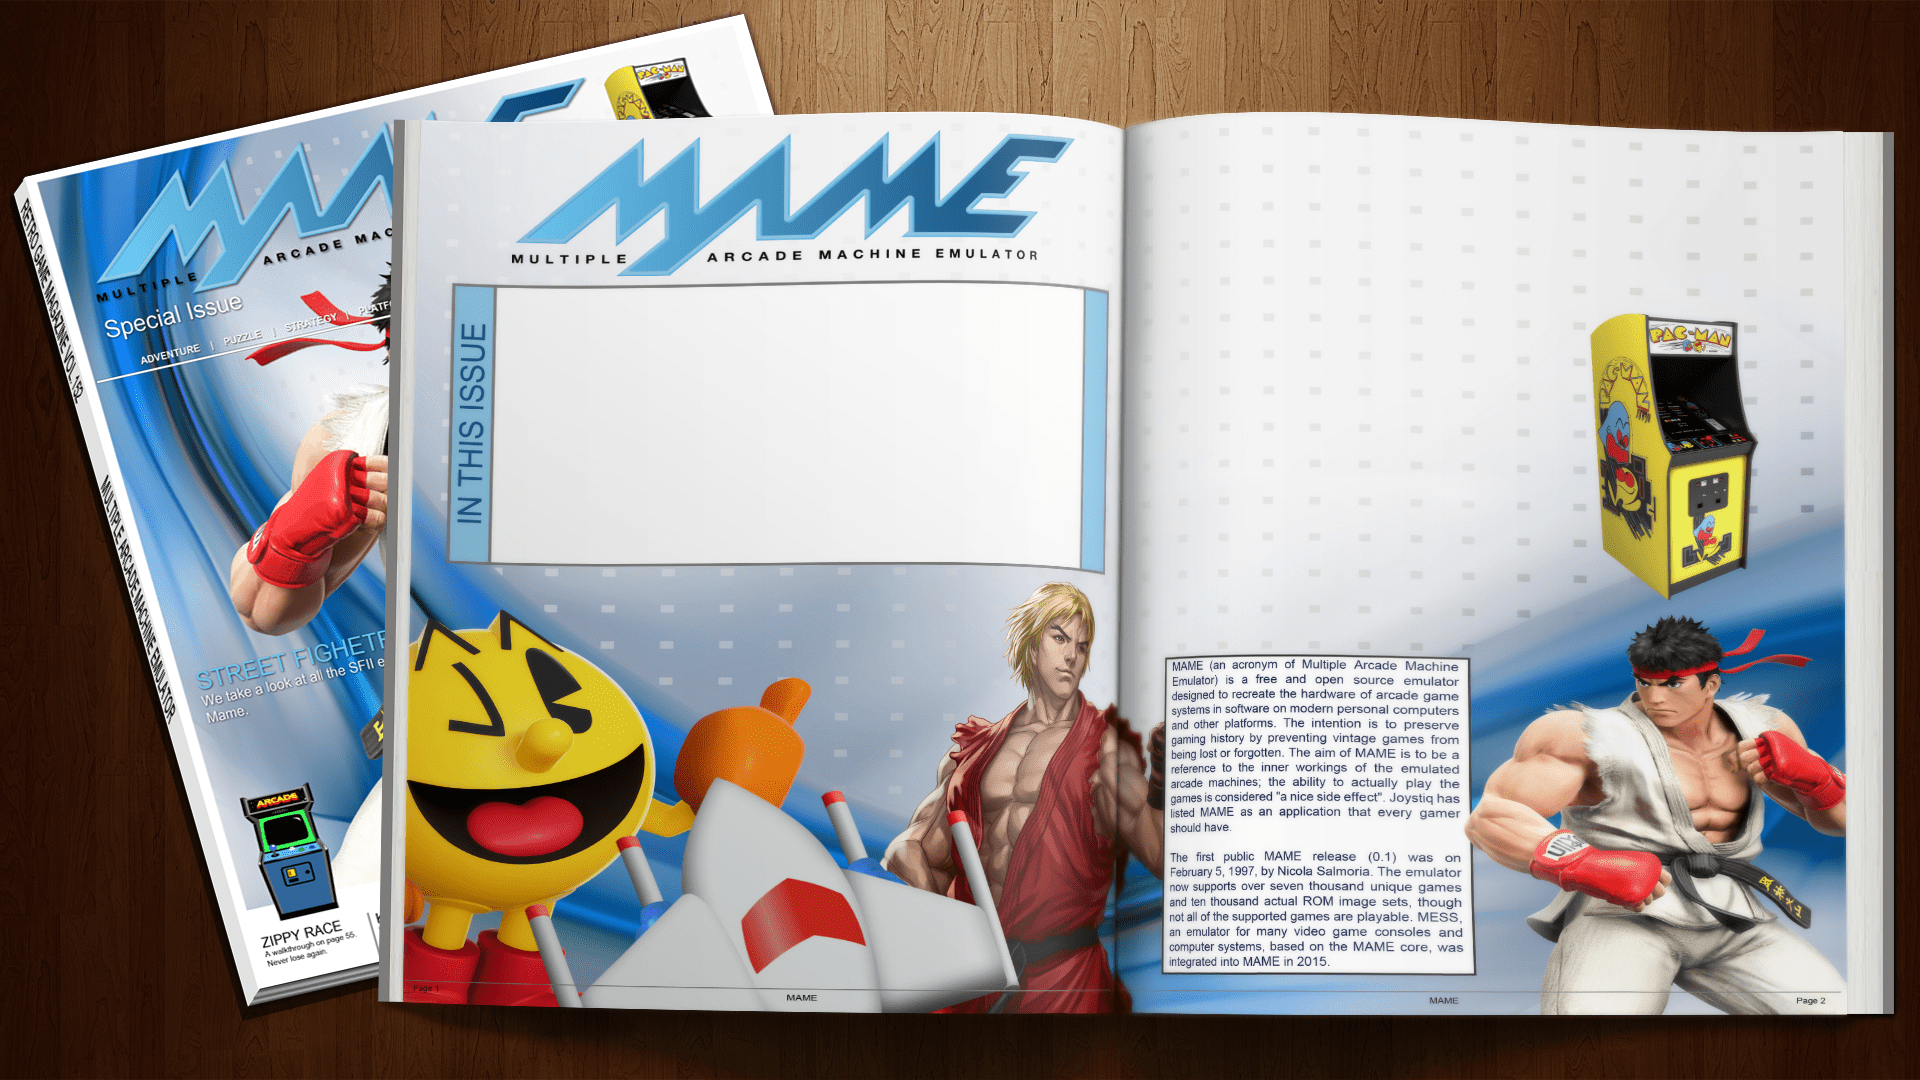 RETRO GAME MAGAZINE VOL. 152
MULTIPLE ARCADE MACHINE EMULATOR
PAC-MAN
MULTIPLE
ARCADE
Special Issue
ADVENTURE | PUZZLE | STRATEGY |
STREET
We take a look at all the SFII
Mame.
ARCADE
ZIPPY RACE
A walkthrough on page 55.
Never lose again.
MAME
MULTIPLE ARCADE MACHINE EMULATOR
IN THIS ISSUE
Page 1
MAME
PAC-MAN
PAC-MAN
MAME (an acronym of Multiple Arcade Machine
Emulator) is a free and open source emulator
designed to recreate the hardware of arcade game
systems in software on modern personal computers
and other platforms. The intention is to preserve
gaming history by preventing vintage games from
being lost or forgotten. The aim of MAME is to be a
reference to the inner workings of the emulated
arcade machines; the ability to actually play the
games is considered "a nice side effect". Joystiq has
listed MAME as an application that every gamer
should have.
The first public MAME release (0.1) was on
February 5, 1997, by Nicola Salmoria. The emulator
now supports over seven thousand unique games
and ten thousand actual ROM image sets, though
not all of the supported games are playable. MESS,
an emulator for many video game consoles and
computer systems, based on the MAME core, was
integrated into MAME in 2015.
MAME
Page 2